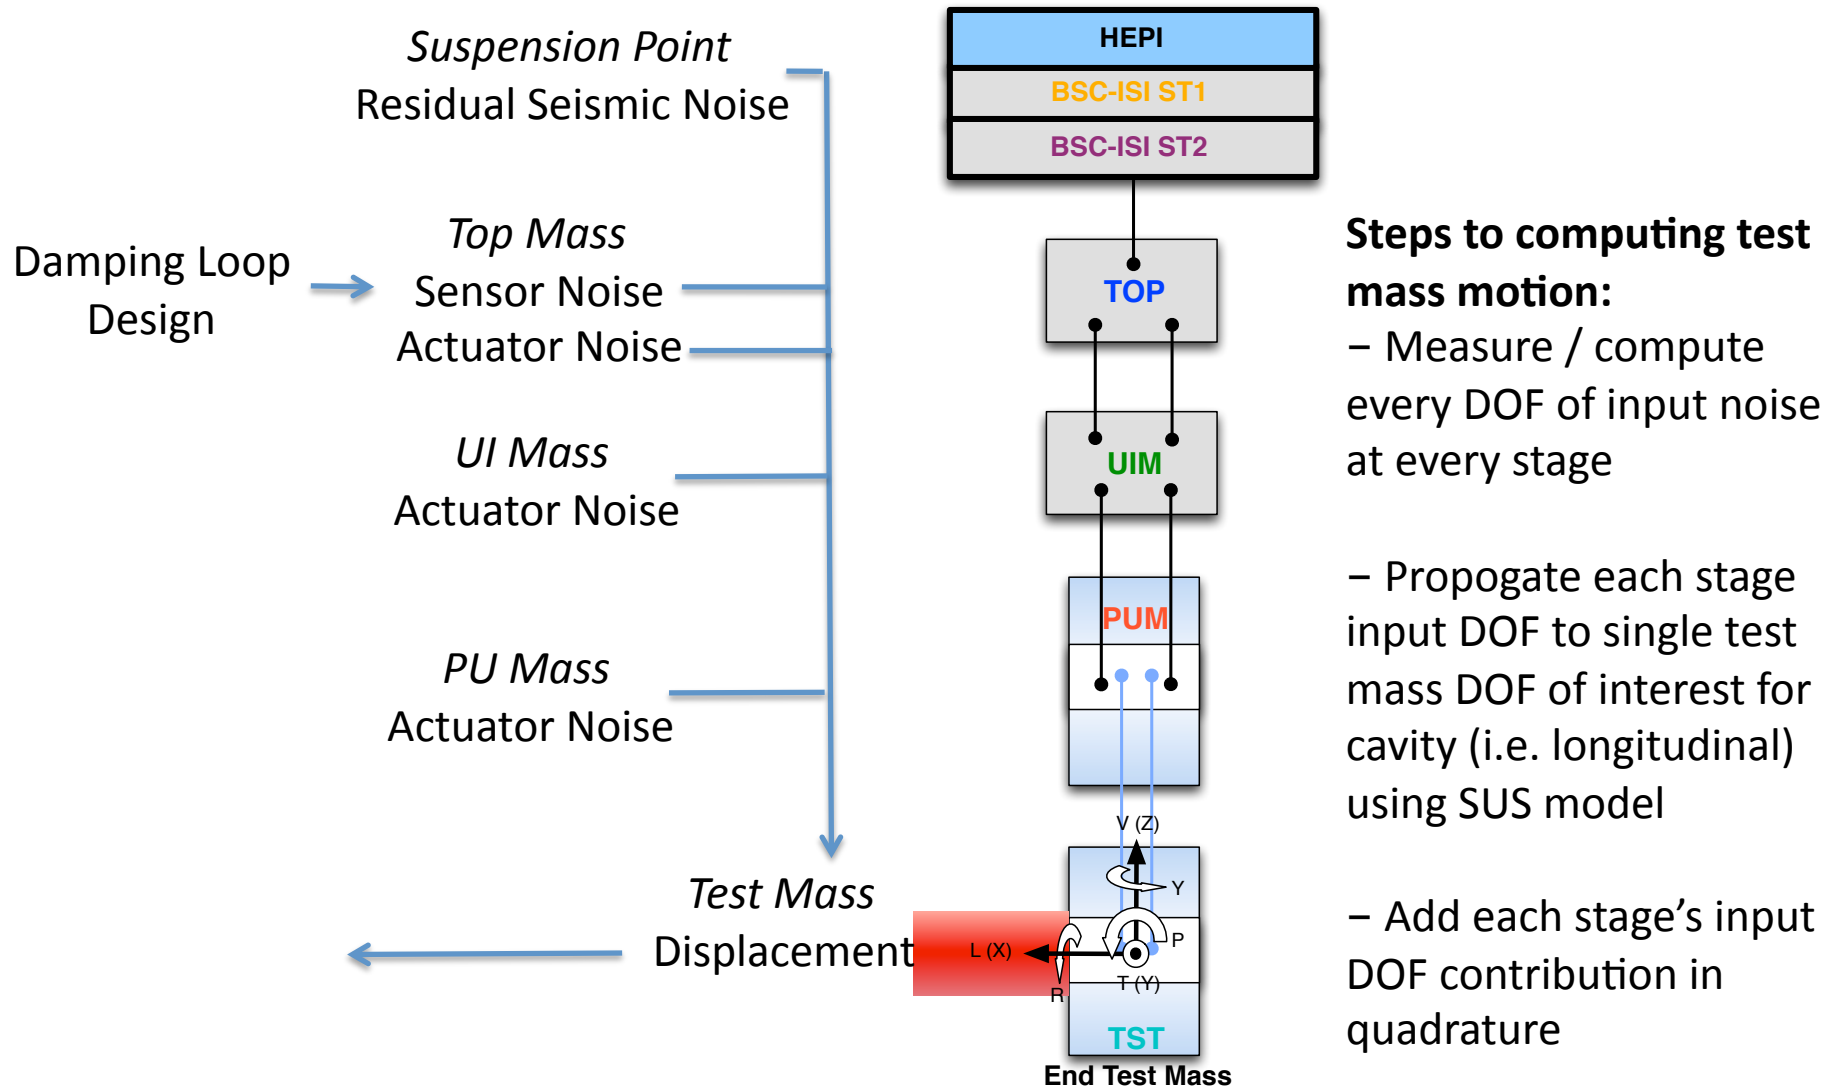 Suspension Point
Residual Seismic Noise
Damping Loop
Design
Top Mass
Sensor Noise
Actuator Noise
UI Mass
Actuator Noise
PU Mass
Actuator Noise
Test Mass
Displacement
HEPI
BSC-ISI ST1
BSC-ISI ST2
TOP
UIM
PUM
V (Z)
Y
P
L (X)
R
T (Y)
TST
End Test Mass
Steps to computing test
mass motion:
– Measure / compute
every DOF of input noise
at every stage
– Propogate each stage
input DOF to single test
mass DOF of interest for
cavity (i.e. longitudinal)
using SUS model
– Add each stage’s input
DOF contribution in
quadrature